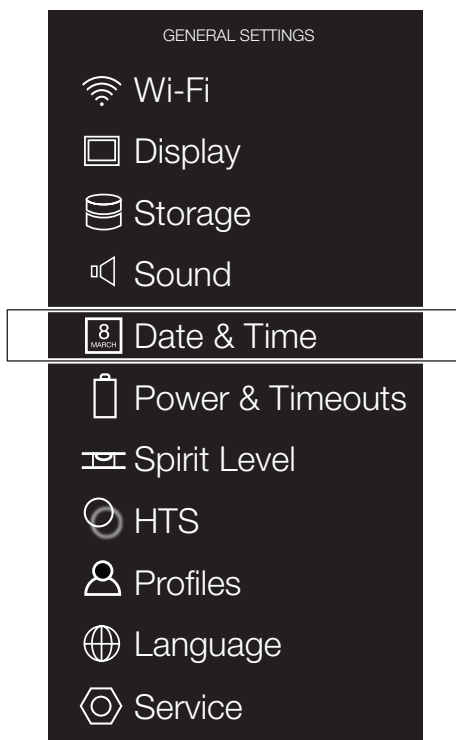 GENERAL SETTINGS
Wi-Fi
Display
Storage
Sound
8
MARCH
Date & Time
Power & Timeouts
Spirit Level
HTS
Profiles
Language
Service